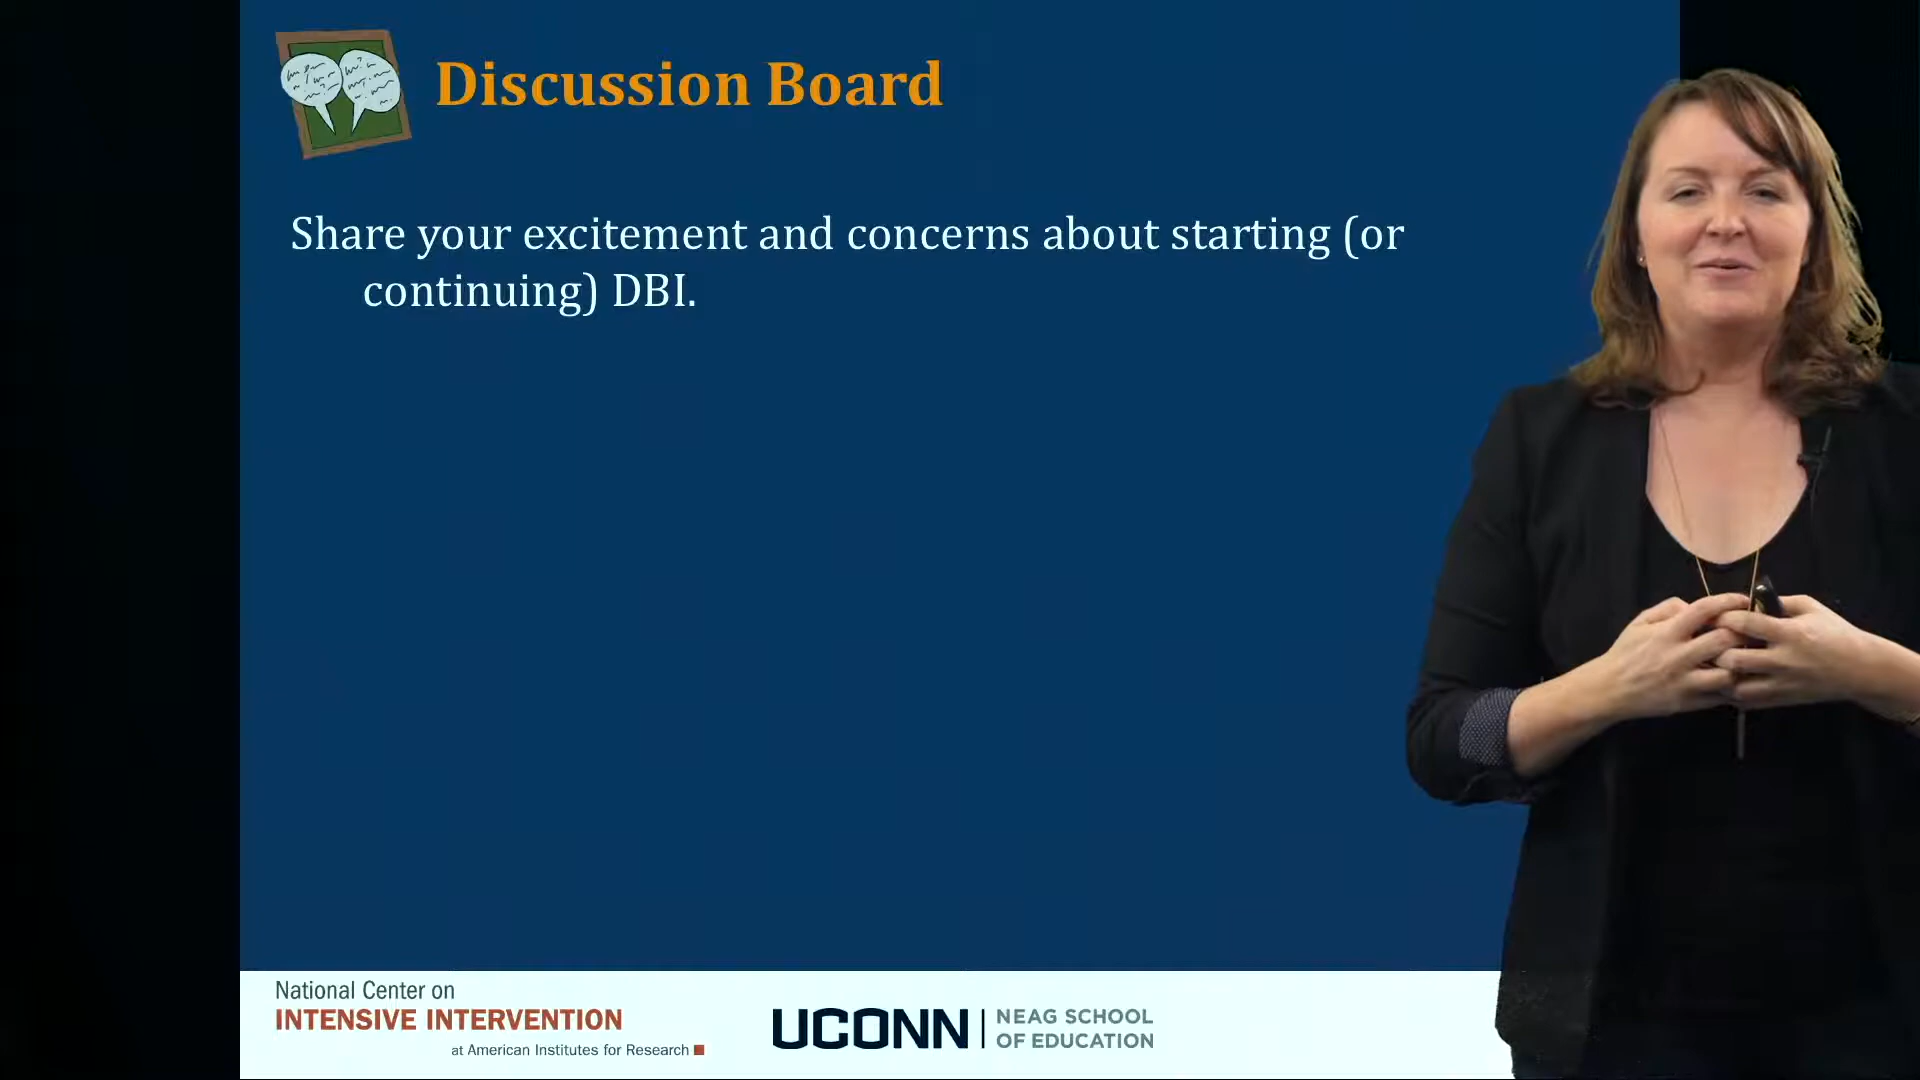 Discussion Board
Share your excitement and concerns about starting (or
continuing) DBI.
National Center on
INTENSIVE INTERVENTION
at American Institutes for Research
UCONN
NEAG SCHOOL
OF EDUCATION